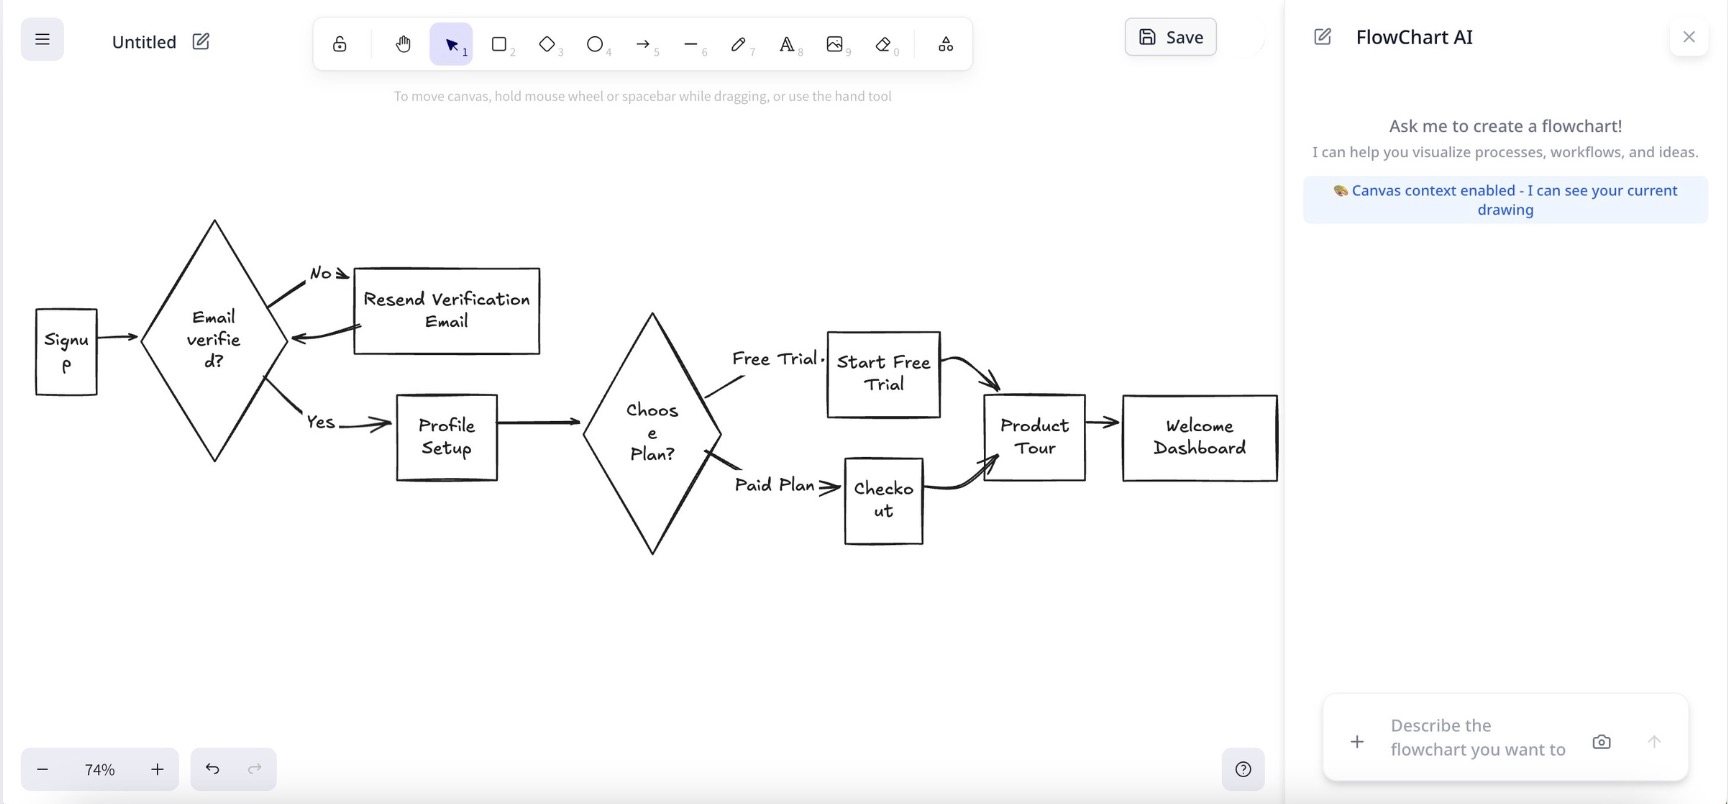 Untitled
1
2
3
4
5
6
7
8
9
0
Save
To move canvas, hold mouse wheel or spacebar while dragging, or use the hand tool
Signu
p
Email
verifie
d?
No
Resend Verification
Email
Yes
Profile
Setup
Choos
e
Plan?
Free Trial
Start Free
Trial
Paid Plan
Checko
ut
Product
Tour
Welcome
Dashboard
74%
FlowChart AI
Ask me to create a flowchart!
I can help you visualize processes, workflows, and ideas.
Canvas context enabled - I can see your current
drawing
Describe the
flowchart you want to